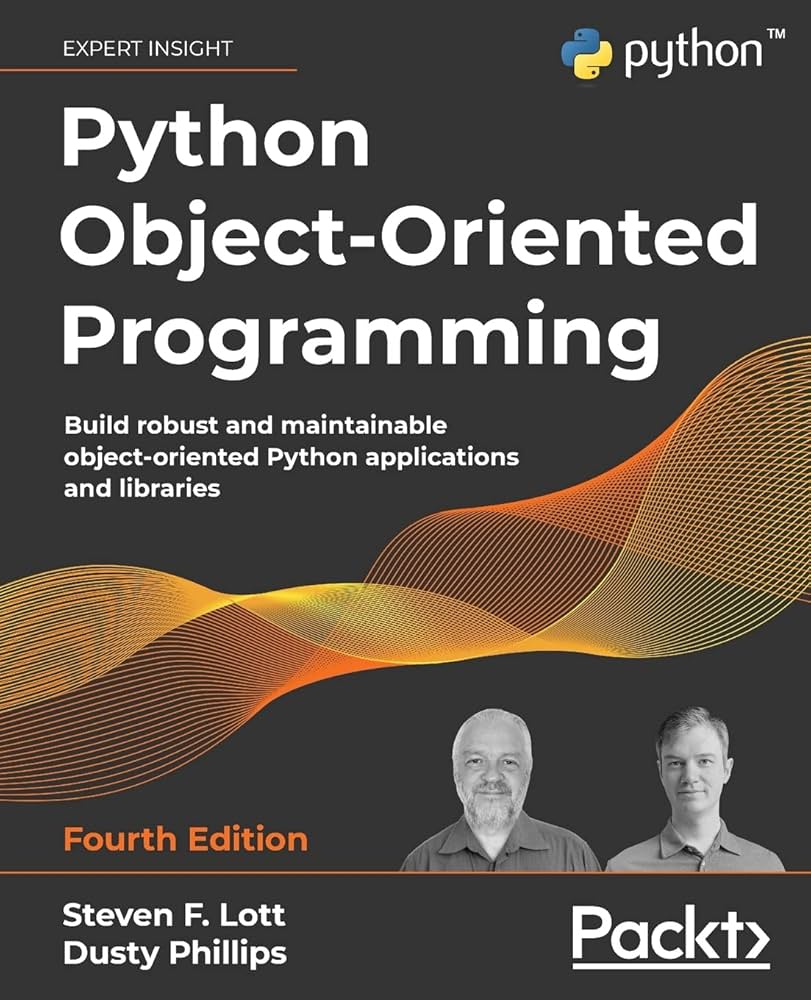 EXPERT INSIGHT
python™
Python
Object-Oriented
Programming
Build robust and maintainable
object-oriented Python applications
and libraries
Fourth Edition
Steven F. Lott
Dusty Phillips
Packt>